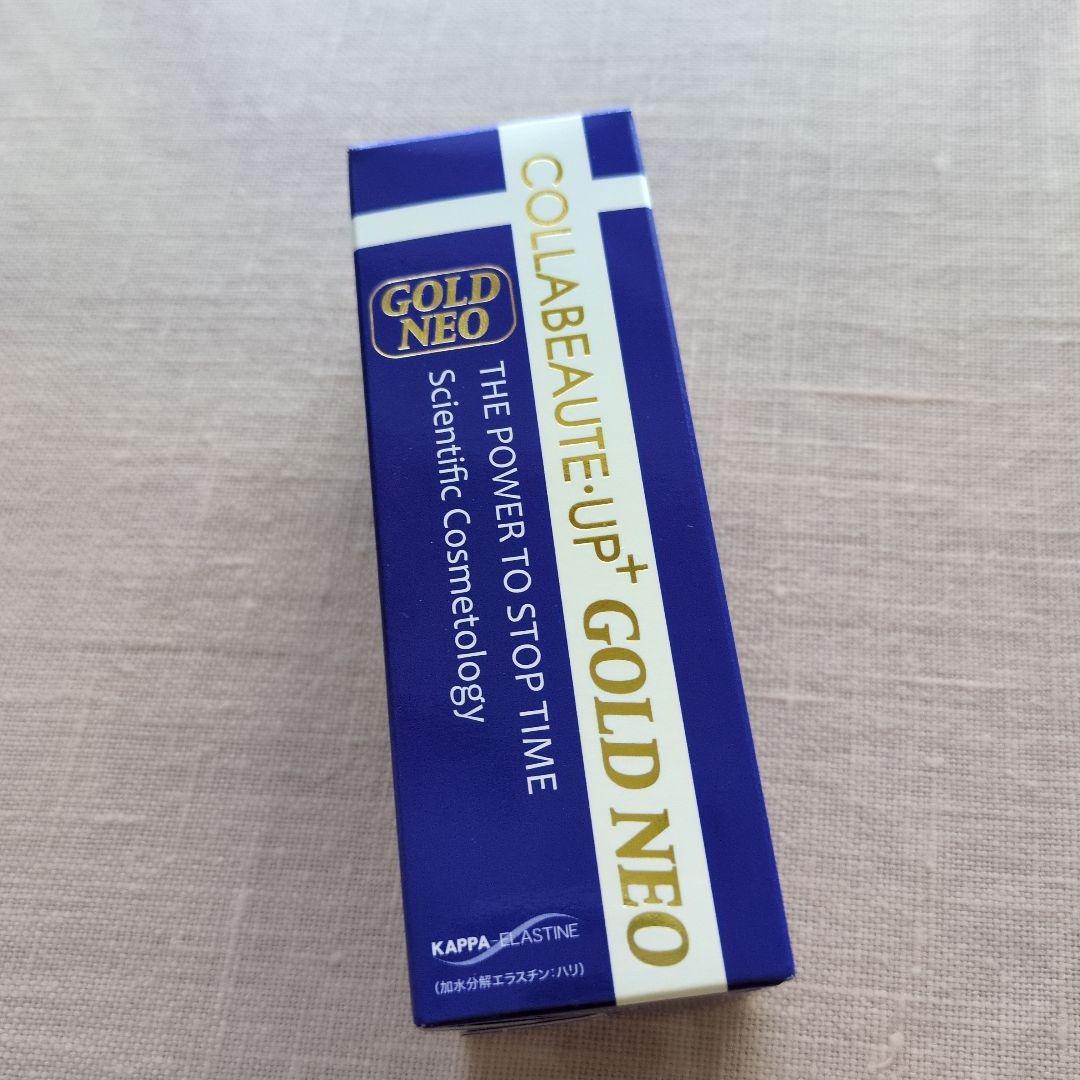 COLLABEAUTE·UP+ GOLD NEO
GOLD
NEO
THE POWER TO STOP TIME
Scientific Cosmetology
KAPPA-ELASTINE
(加水分解エラスチン:ハリ)